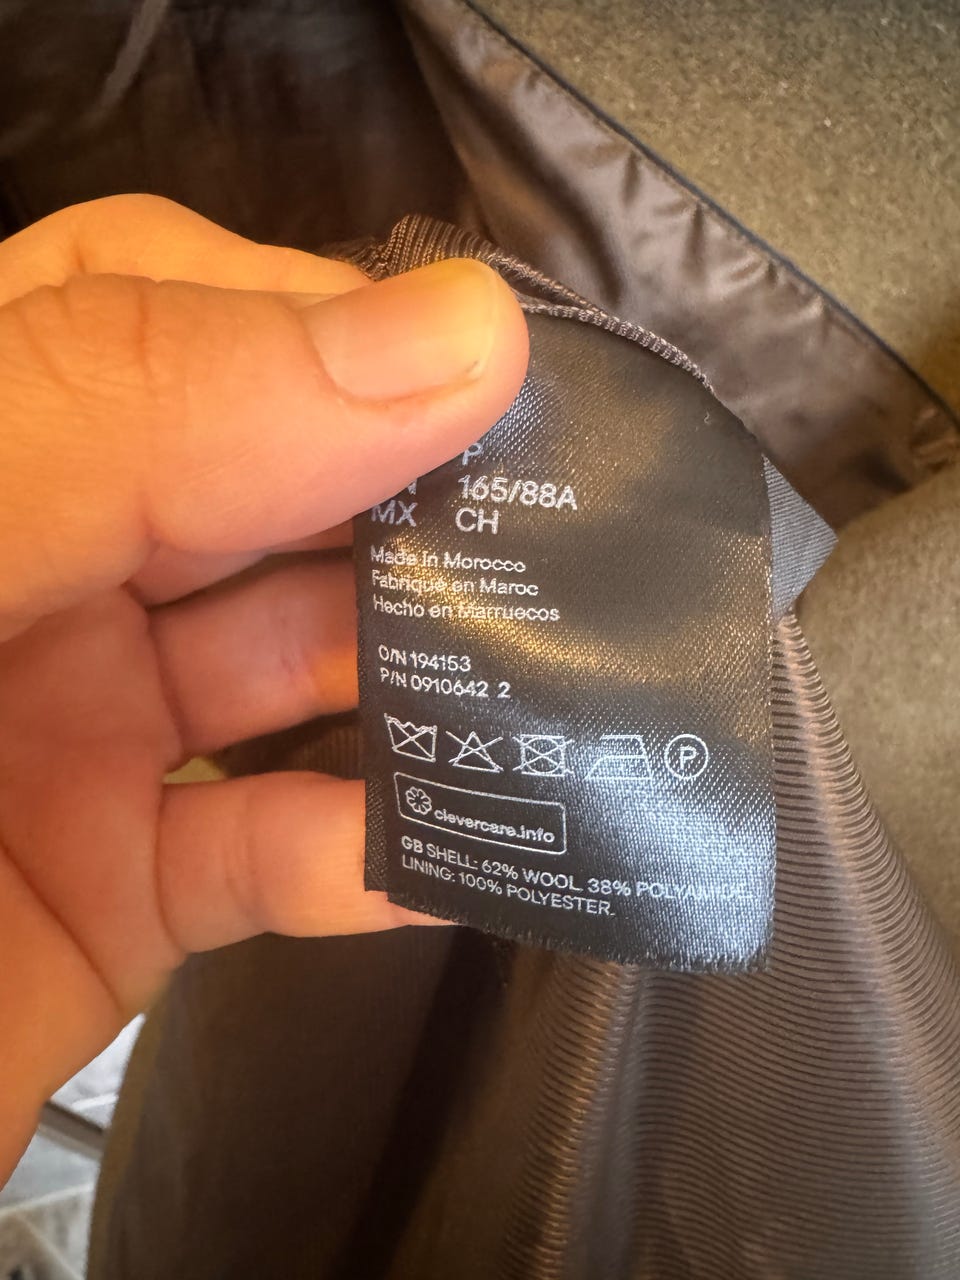 P
165/88A
MX CH
Made in Morocco
Fabriqué en Maroc
Hecho en Marruecos
O/N 194153
P/N 0910642 2
P
clevercare.info
GB SHELL: 62% WOOL 38% POLYAMIDE.
LINING: 100% POLYESTER.